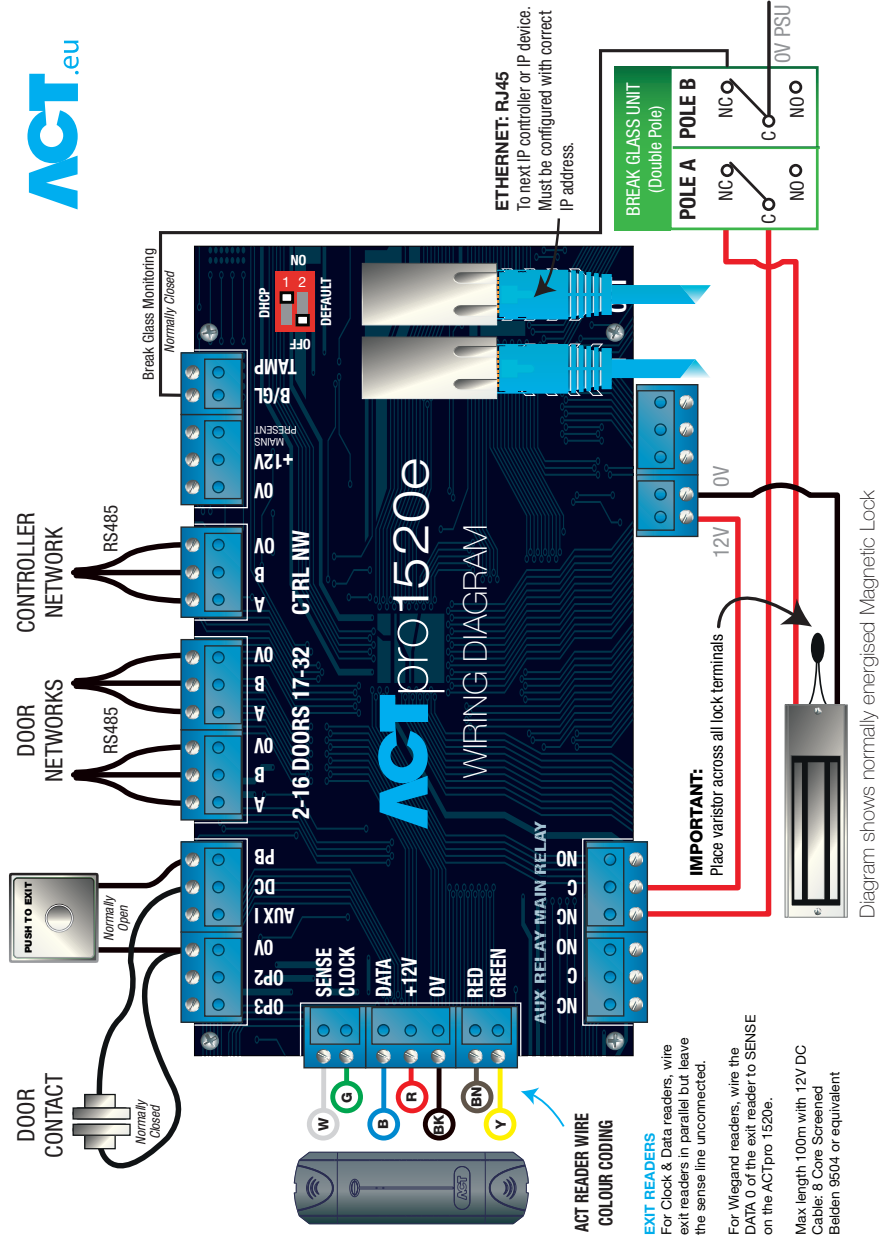 ACT.eu
DOOR
CONTACT
Normally
Closed
PUSH TO EXIT
Normally
Open
DOOR
NETWORKS
RS485
CONTROLLER
NETWORK
RS485
Break Glass Monitoring
Normally Closed
OP3
OP2
0V
AUX I
DC
PB
A
B
0V
A
B
0V
2-16 DOORS 17-32
A
B
0V
CTRL NW
0V
+12V
MAINS
PRESENT
B/GL
TAMP
DHCP
ON
1 2
OFF
DEFAULT
W
G
B
R
BK
BN
Y
SENSE
CLOCK
DATA
+12V
0V
RED
GREEN
ACT
ACTpro1520e
WIRING DIAGRAM
ETHERNET: RJ45
To next IP controller or IP device.
Must be configured with correct
IP address.
ACT READER WIRE
COLOUR CODING
AUX RELAY MAIN RELAY
NC
C
NO
NC
C
NO
12V
0V
BREAK GLASS UNIT
(Double Pole)
POLE A
POLE B
NC
C
NO
NC
C
NO
0V PSU
EXIT READERS
For Clock & Data readers, wire
exit readers in parallel but leave
the sense line unconnected.
For Wiegand readers, wire the
DATA 0 of the exit reader to SENSE
on the ACTpro 1520e.
Max length 100m with 12V DC
Cable: 8 Core Screened
Belden 9504 or equivalent
IMPORTANT:
Place varistor across all lock terminals
Diagram shows normally energised Magnetic Lock